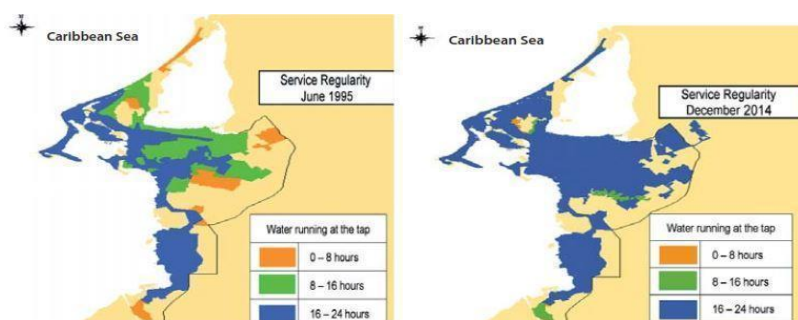 Caribbean Sea
Service Regularity
June 1995
Water running at the tap
0 – 8 hours
8 – 16 hours
16 – 24 hours
Caribbean Sea
Service Regularity
December 2014
Water running at the tap
0 – 8 hours
8 – 16 hours
16 – 24 hours